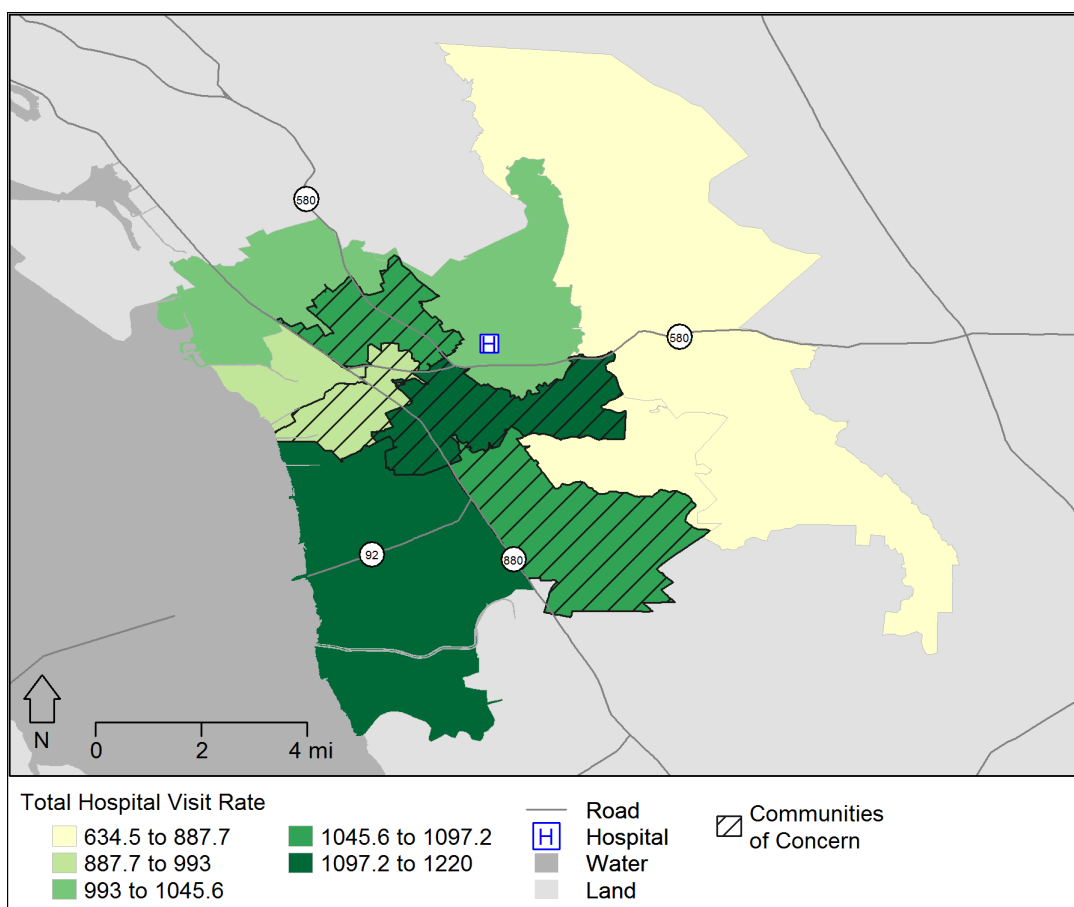 580
H
580
92
880
N
0 2 4 mi
Total Hospital Visit Rate
634.5 to 887.7
887.7 to 993
993 to 1045.6
1045.6 to 1097.2
1097.2 to 1220
Road
H Hospital
Water
Land
Communities
of Concern